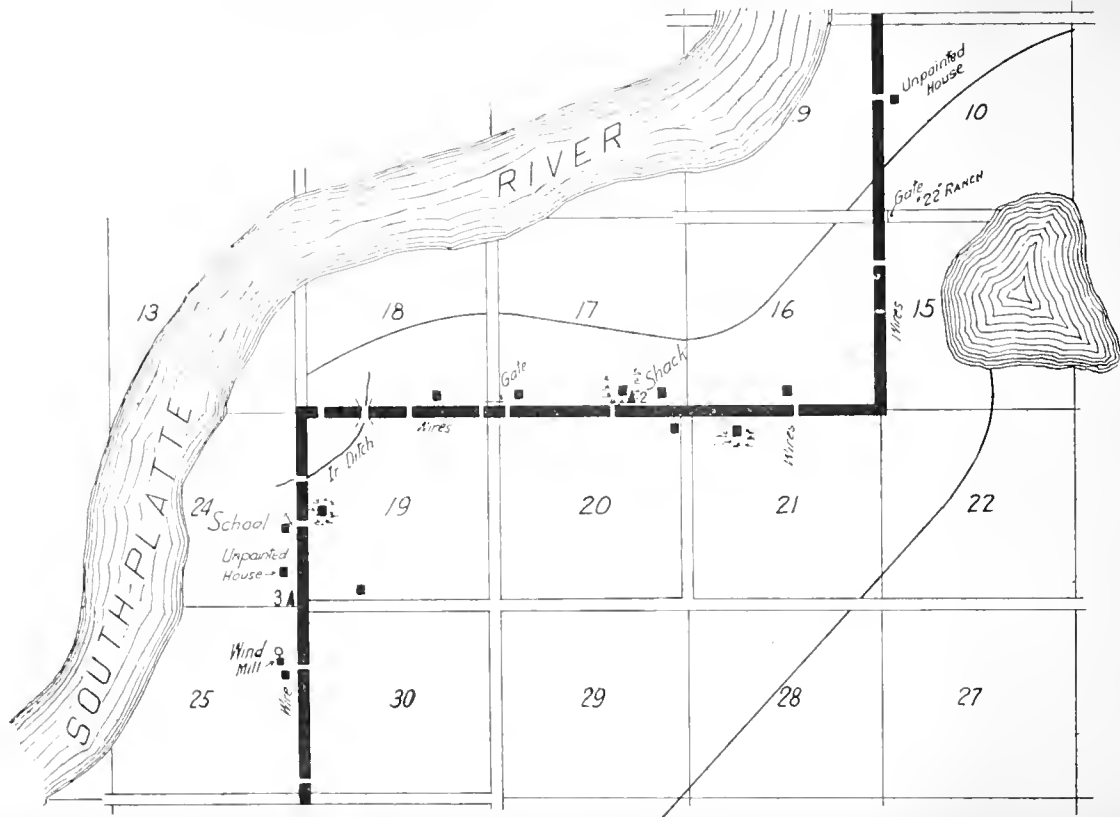 Unpainted
House
9
10
RIVER
Gate
"22" RANCH
13
18
17
16
15
Wires
Gate
Shack
2
Wires
Wires
Ir Ditch
24
School
19
20
21
22
Unpainted
House
3
SOUTH-PLATTE
Wind
Mill
Wire
25
30
29
28
27